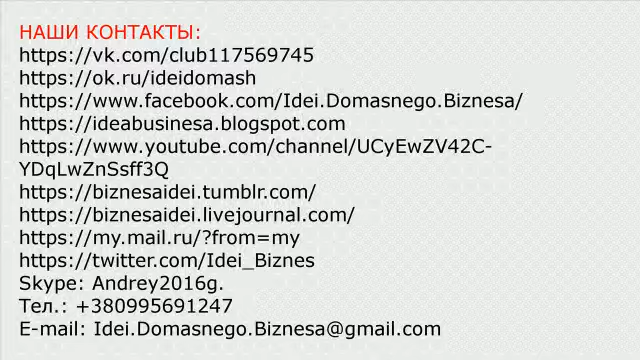 НАШИ КОНТАКТЫ:
https://vk.com/club117569745
https://ok.ru/ideidomash
https://www.facebook.com/Idei.Domasnego.Biznesa/
https://ideabusinesa.blogspot.com
https://www.youtube.com/channel/UCyEwZV42C-
YDqLwZnSsff3Q
https://biznesaidei.tumblr.com/
https://biznesaidei.livejournal.com/
https://my.mail.ru/?from=my
https://twitter.com/Idei_Biznes
Skype: Andrey2016g.
Тел.: +380995691247
E-mail: Idei.Domasnego.Biznesa@gmail.com